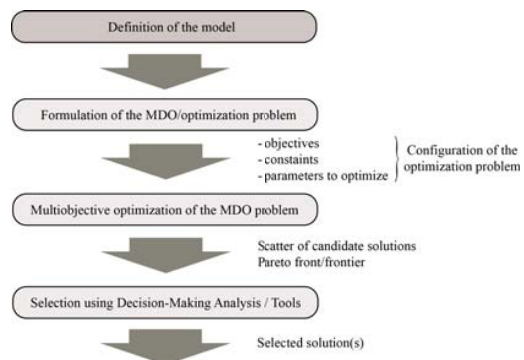 Definition of the model
Formulation of the MDO/optimization problem
- objectives
- constaints
- parameters to optimize
Configuration of the
optimization problem
Multiobjective optimization of the MDO problem
Scatter of candidate solutions
Pareto front/frontier
Selection using Decision-Making Analysis / Tools
Selected solution(s)